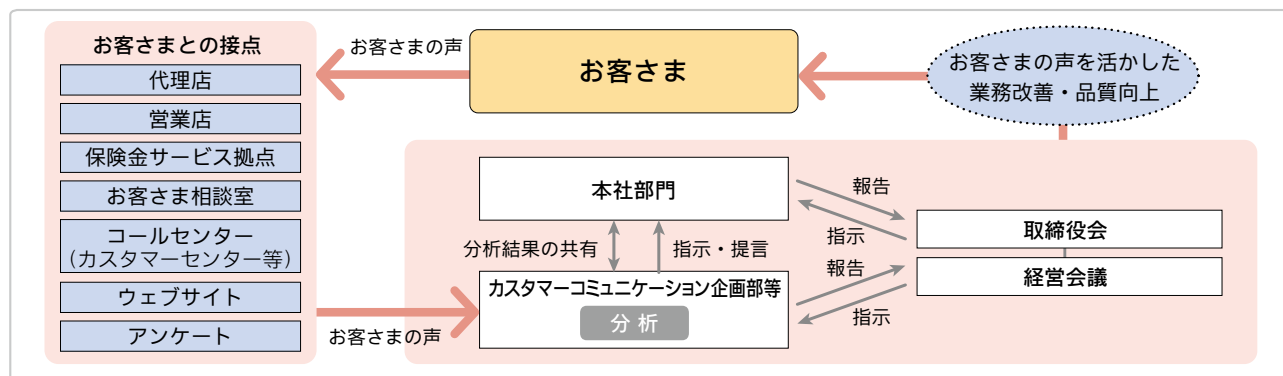 お客さまとの接点
代理店
営業店
保険金サービス拠点
お客さま相談室
コールセンター
（カスタマーセンター等）
ウェブサイト
アンケート
お客さまの声
お客さま
お客さまの声を活かした
業務改善・品質向上
本社部門
報告
指示
取締役会
経営会議
分析結果の共有
指示・提言
報告
指示
カスタマーコミュニケーション企画部等
分 析
お客さまの声